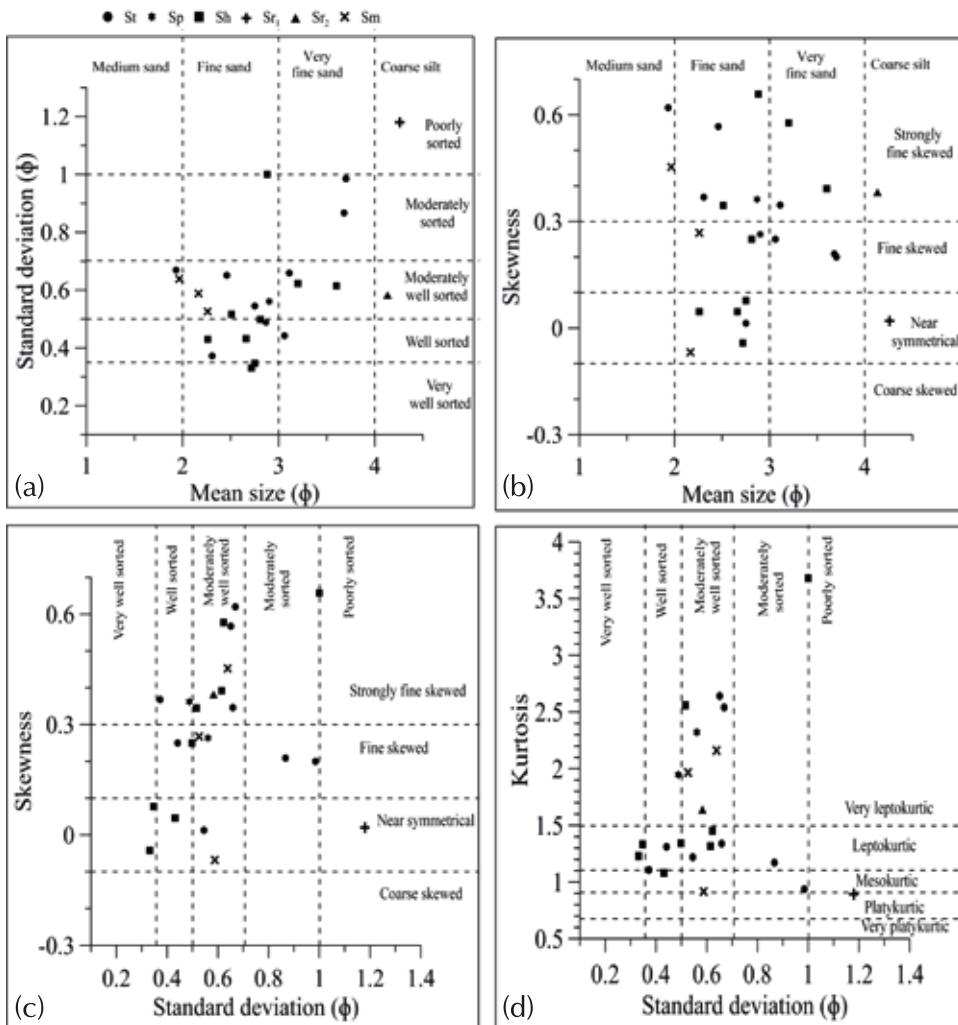 St Sp Sh Sr₁ Sr₂ Sm
Medium sand
Fine sand
Very
fine sand
Coarse silt
1.2
1
0.8
0.6
0.4
0.2
Standard deviation (ϕ)
Poorly
sorted
Moderately
sorted
Moderately
well sorted
Well sorted
Very
well sorted
1 2 3 4
(a)
Mean size (ϕ)
Medium sand
Fine sand
Very
fine sand
Coarse silt
0.6
0.3
0
-0.3
Skewness
Strongly
fine skewed
Fine skewed
Near
symmetrical
Coarse skewed
1 2 3 4
(b)
Mean size (ϕ)
Very well sorted
Well sorted
Moderately
well sorted
Moderately
sorted
Poorly sorted
0.6
0.3
0
-0.3
Skewness
Strongly fine skewed
Fine skewed
Near symmetrical
Coarse skewed
0.2 0.4 0.6 0.8 1 1.2 1.4
(c)
Standard deviation (ϕ)
Very well sorted
Well sorted
Moderately
well sorted
Moderately sorted
Poorly sorted
4
3.5
3
2.5
2
1.5
1
0.5
Kurtosis
Very leptokurtic
Leptokurtic
Mesokurtic
Platykurtic
Very platykurtic
0.2 0.4 0.6 0.8 1 1.2 1.4
(d)
Standard deviation (ϕ)